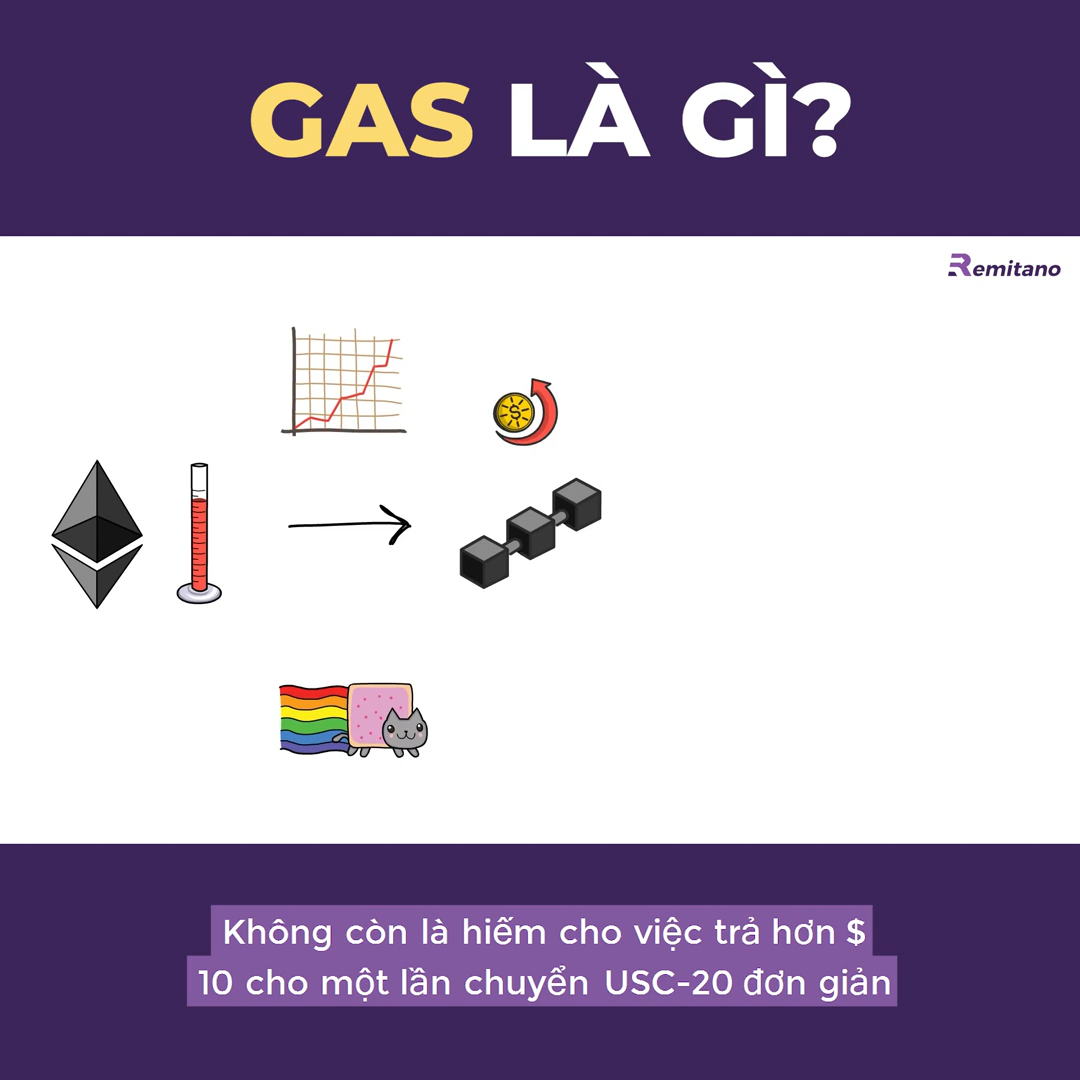 GAS LÀ GÌ?
Remitano
Không còn là hiếm cho việc trả hơn $
10 cho một lần chuyển USC-20 đơn giản